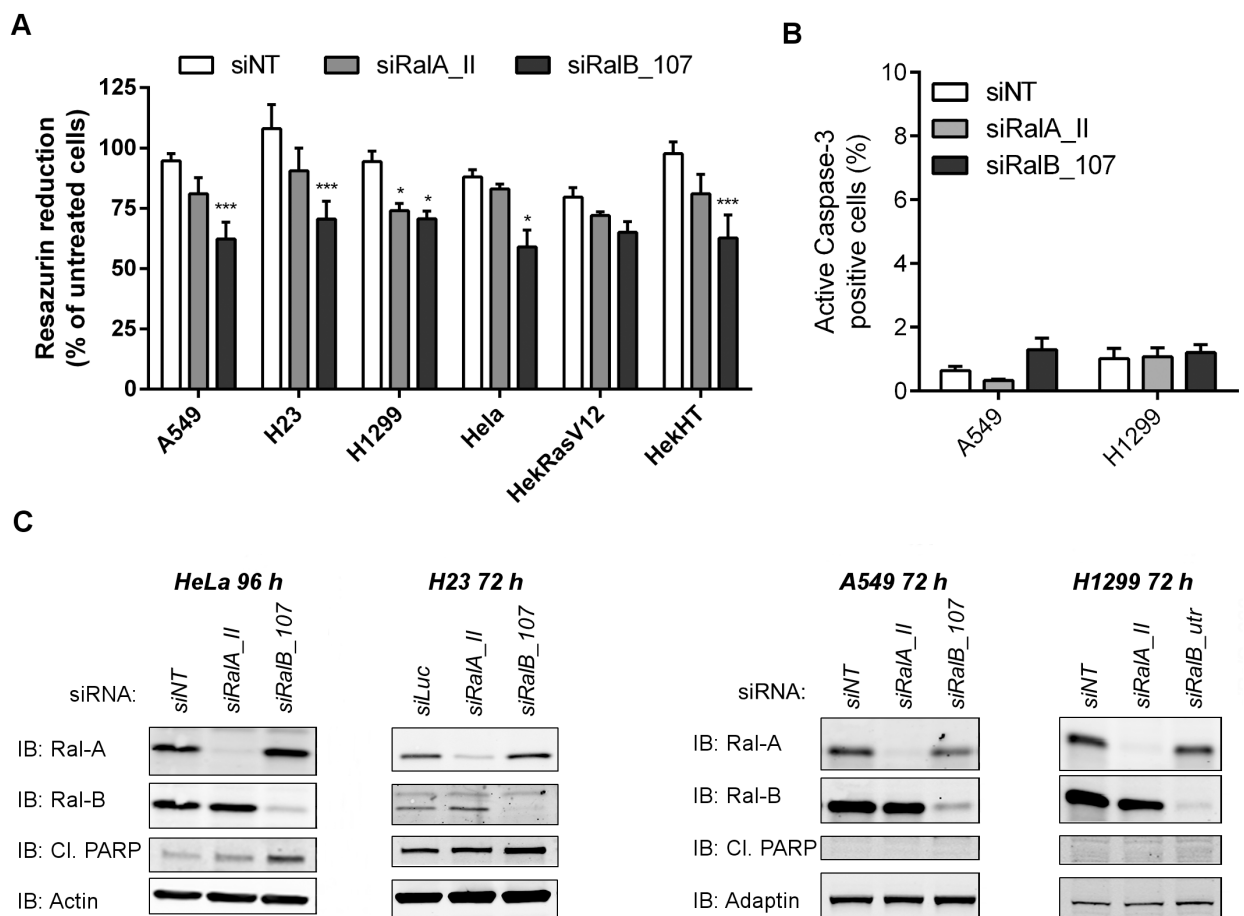 A
siNT siRalA_II siRalB_107
Resazurin reduction
(% of untreated cells)
125
100
75
50
25
0
*** *** * * * ***
A549 H23 H1299 Hela HekRasV12 HekHT
B
siNT
siRalA_II
siRalB_107
Active Caspase-3
positive cells (%)
10
8
6
4
2
0
A549 H1299
C
HeLa 96 h H23 72 h A549 72 h H1299 72 h
siRNA: siNT siRalA_II siRalB_107 siLuc siRalA_II siRalB_107 siRNA: siNT siRalA_II siRalB_107 siNT siRalA_II siRalB_utr
IB: Ral-A IB: Ral-A
IB: Ral-B IB: Ral-B
IB: Cl. PARP IB: Cl. PARP
IB: Actin IB: Adaptin